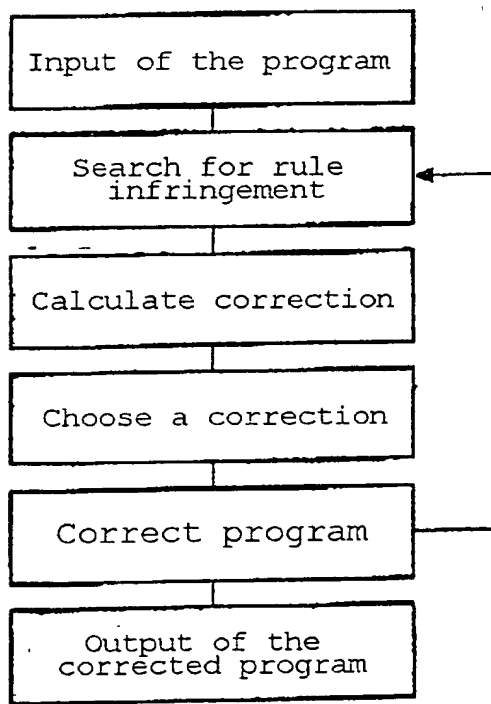 Input of the program
Search for rule
infringement
Calculate correction
Choose a correction
Correct program
Output of the
corrected program